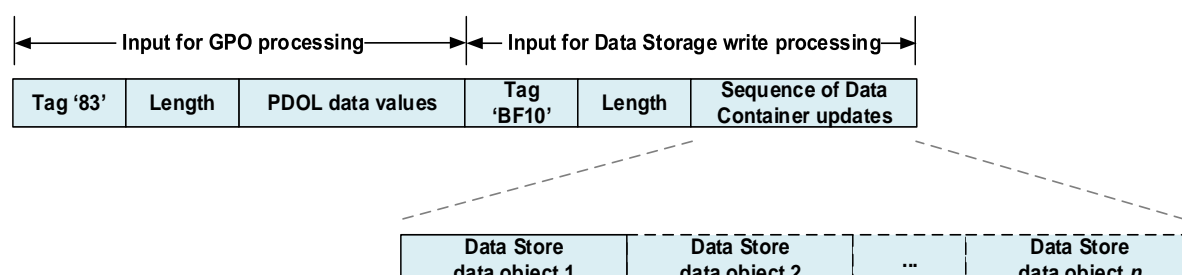 Input for GPO processing Input for Data Storage write processing
Tag ‘83’ Length PDOL data values Tag ‘BF10’ Length Sequence of Data Container updates
Data Store data object 1 Data Store data object 2 ... Data Store data object n